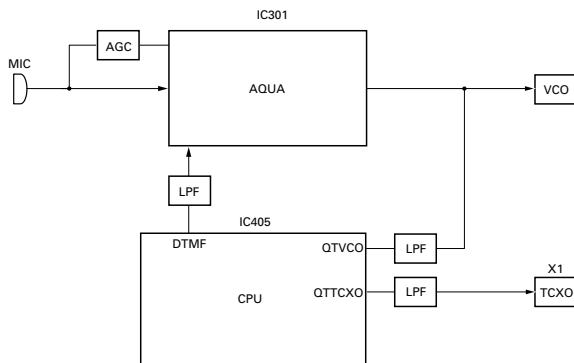 IC301
AGC
MIC
AQUA
VCO
LPF
IC405
DTMF
QTVCO
LPF
X1
QTTCXO
LPF
TCXO
CPU